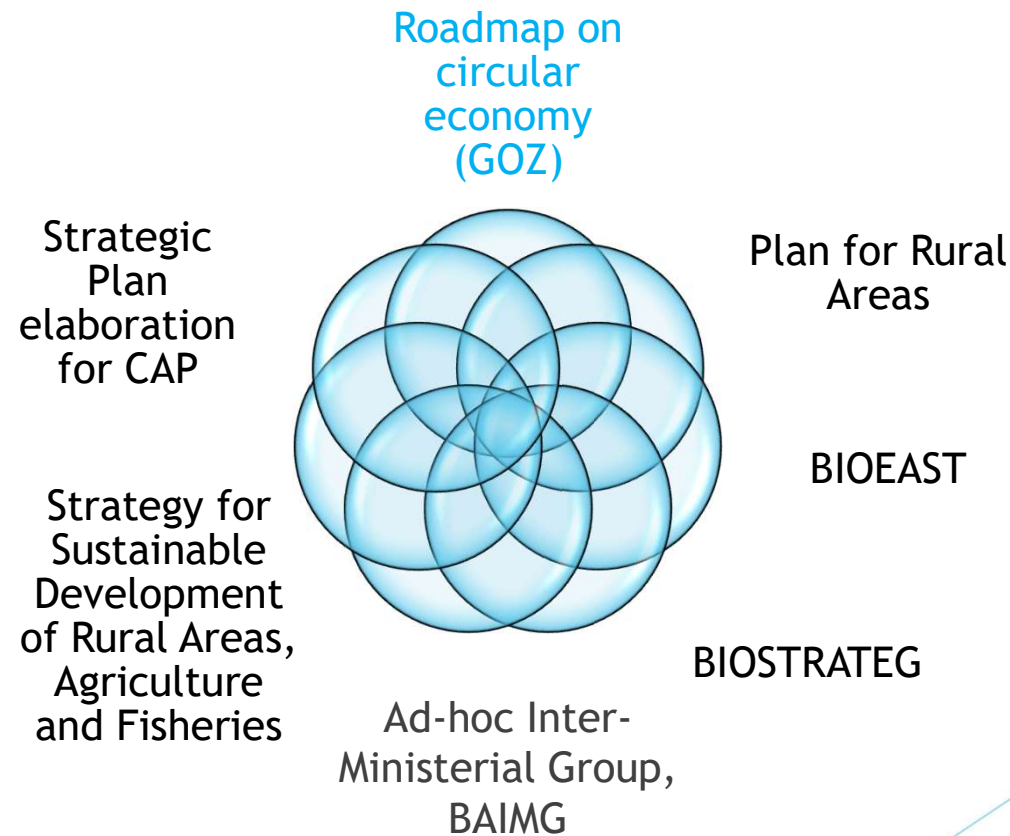 Roadmap on
circular
economy
(GOZ)
Strategic
Plan
elaboration
for CAP
Plan for Rural
Areas
BIOEAST
Strategy for
Sustainable
Development
of Rural Areas,
Agriculture
and Fisheries
BIOSTRATEG
Ad-hoc Inter-
Ministerial Group,
BAIMG